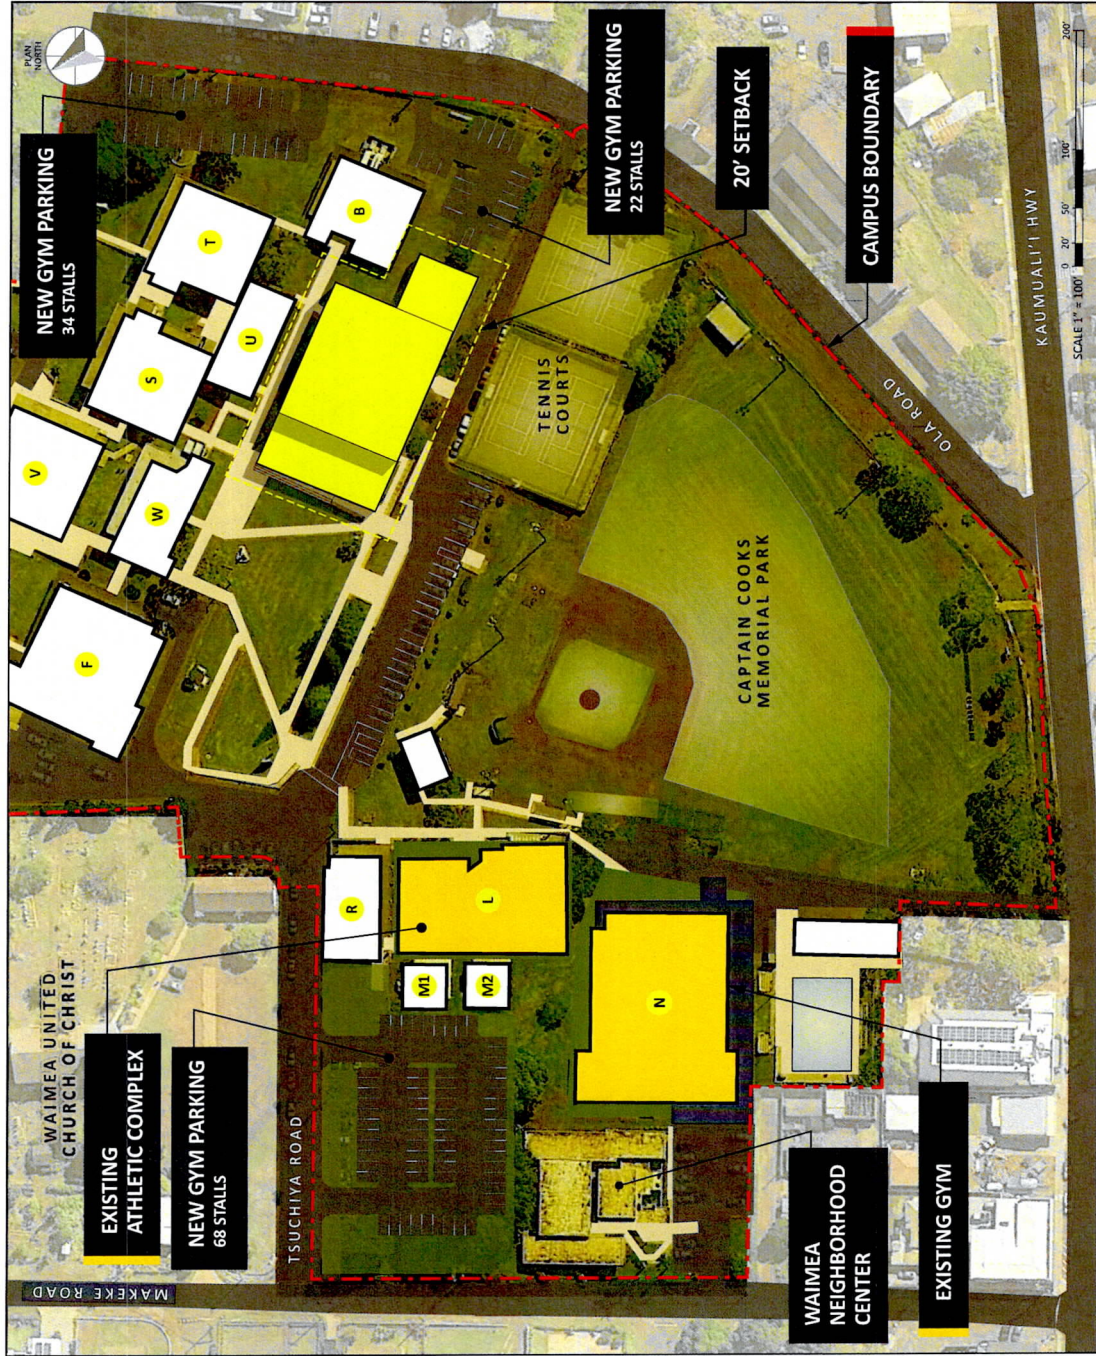 WAIMEA UNITED
CHURCH OF CHRIST
EXISTING
ATHLETIC COMPLEX
NEW GYM PARKING
68 STALLS
TSUCHIYA ROAD
MAKEKE ROAD
F
V
W
S
U
T
B
NEW GYM PARKING
34 STALLS
PLAN
NORTH
NEW GYM PARKING
22 STALLS
20' SETBACK
CAMPUS BOUNDARY
TENNIS
COURTS
CAPTAIN COOKS
MEMORIAL PARK
OLA ROAD
KAUMUALI'I HWY
R
L
M1
M2
N
WAIMEA
NEIGHBORHOOD
CENTER
EXISTING GYM
SCALE 1" = 100'
0
20'
50'
100'
200'